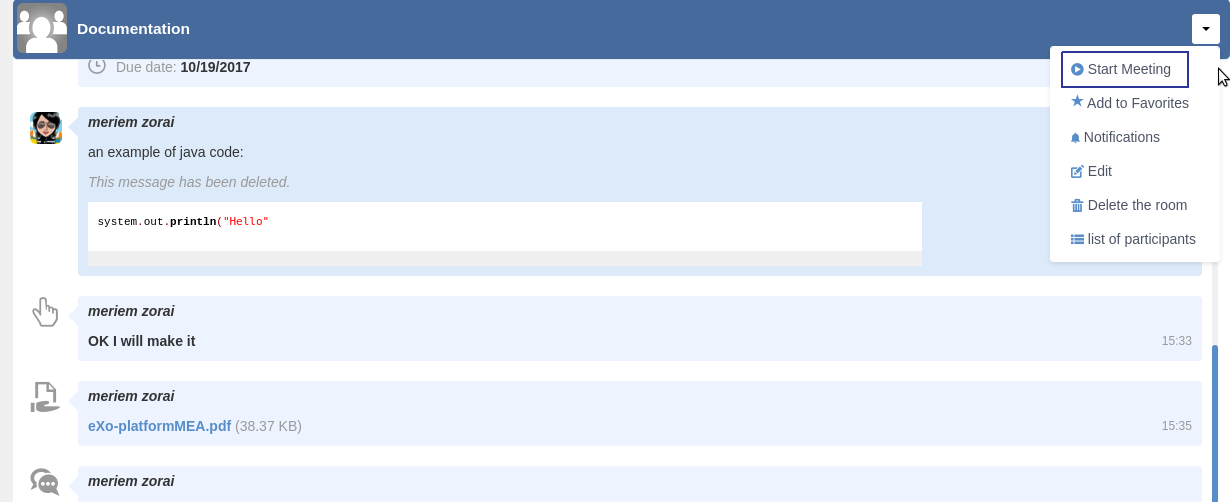 Documentation
Due date: 10/19/2017
Start Meeting
Add to Favorites
Notifications
Edit
Delete the room
list of participants
meriem zorai
an example of java code:
This message has been deleted.
system.out.println("Hello"
meriem zorai
OK I will make it
15:33
meriem zorai
eXo-platformMEA.pdf (38.37 KB)
15:35
meriem zorai